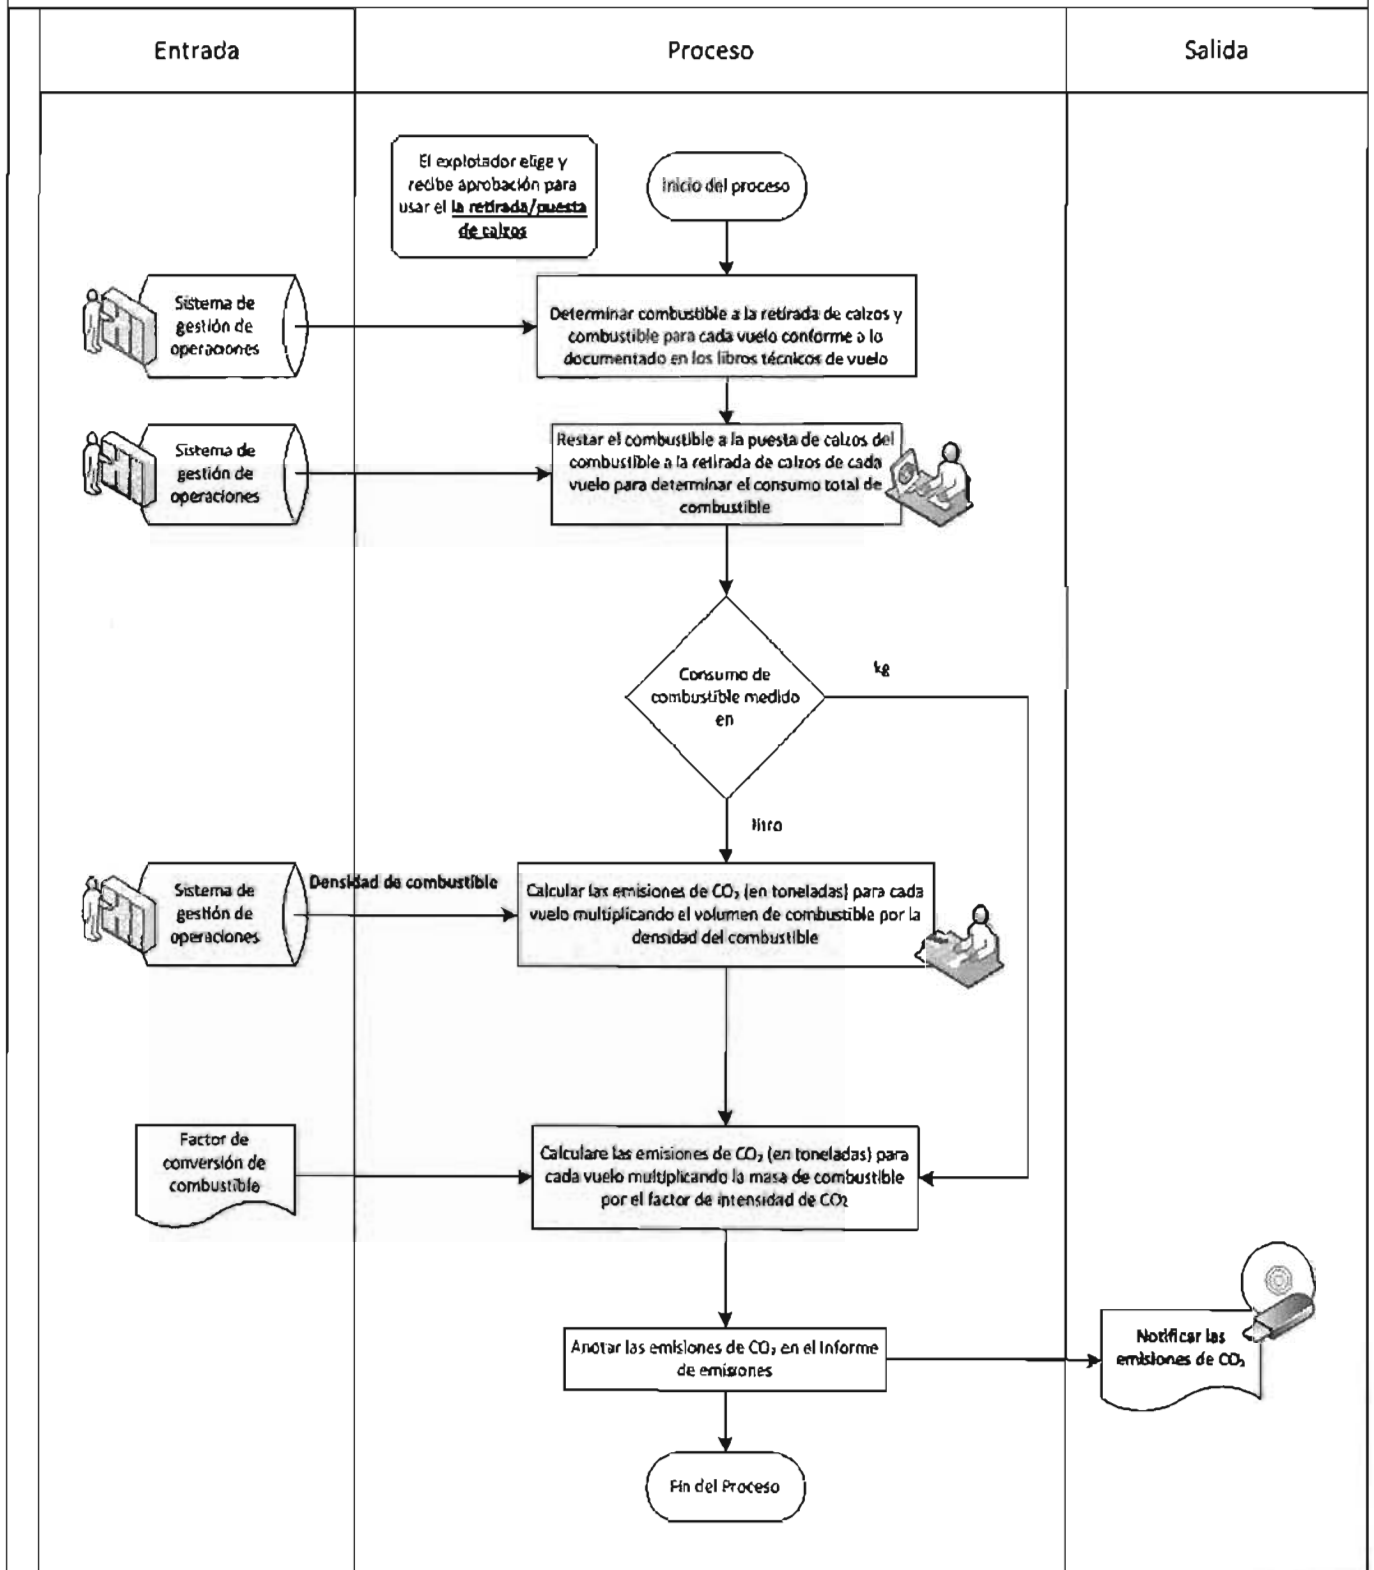 Entrada
Proceso
Salida
El explotador elige y
recibe aprobación para
usar el la retirada/puesta
de calzos
Inicio del proceso
Sistema de
gestión de
operaciones
Determinar combustible a la retirada de calzos y
combustible para cada vuelo conforme a lo
documentado en los libros técnicos de vuelo
Sistema de
gestión de
operaciones
Restar el combustible a la puesta de calzos del
combustible a la retirada de calzos de cada
vuelo para determinar el consumo total de
combustible
Consumo de
combustible medido
en
kg
litro
Sistema de
gestión de
operaciones
Densidad de combustible
Calcular las emisiones de CO₂ (en toneladas) para cada
vuelo multiplicando el volumen de combustible por la
densidad del combustible
Factor de
conversión de
combustible
Calculare las emisiones de CO₂ (en toneladas) para
cada vuelo multiplicando la masa de combustible
por el factor de intensidad de CO₂
Anotar las emisiones de CO₂ en el Informe
de emisiones
Notificar las
emisiones de CO₂
Fin del Proceso